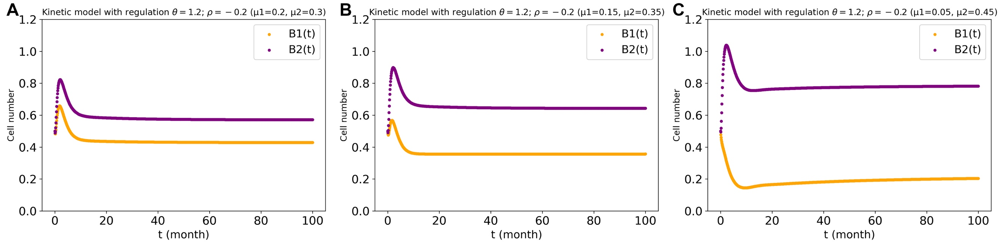 A Kinetic model with regulation θ = 1.2; ρ = − 0.2 (μ1=0.2, μ2=0.3)
1.2
1.0
0.8
0.6
0.4
0.2
0.0
Cell number
B1(t)
B2(t)
0 20 40 60 80 100
t (month)
B Kinetic model with regulation θ = 1.2; ρ = − 0.2 (μ1=0.15, μ2=0.35)
1.2
1.0
0.8
0.6
0.4
0.2
0.0
Cell number
B1(t)
B2(t)
0 20 40 60 80 100
t (month)
C Kinetic model with regulation θ = 1.2; ρ = − 0.2 (μ1=0.05, μ2=0.45)
1.2
1.0
0.8
0.6
0.4
0.2
0.0
Cell number
B1(t)
B2(t)
0 20 40 60 80 100
t (month)